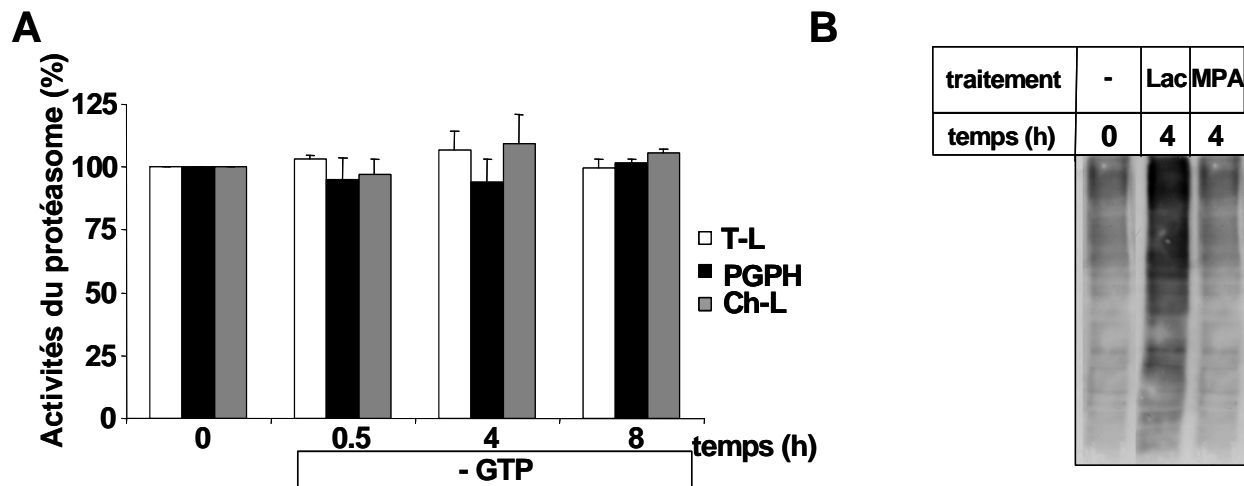 A
Activités du protéasome (%)
125
100
75
50
25
0
0 0.5 4 8 temps (h)
- GTP
T-L
PGPH
Ch-L
B
traitement - Lac MPA
temps (h) 0 4 4